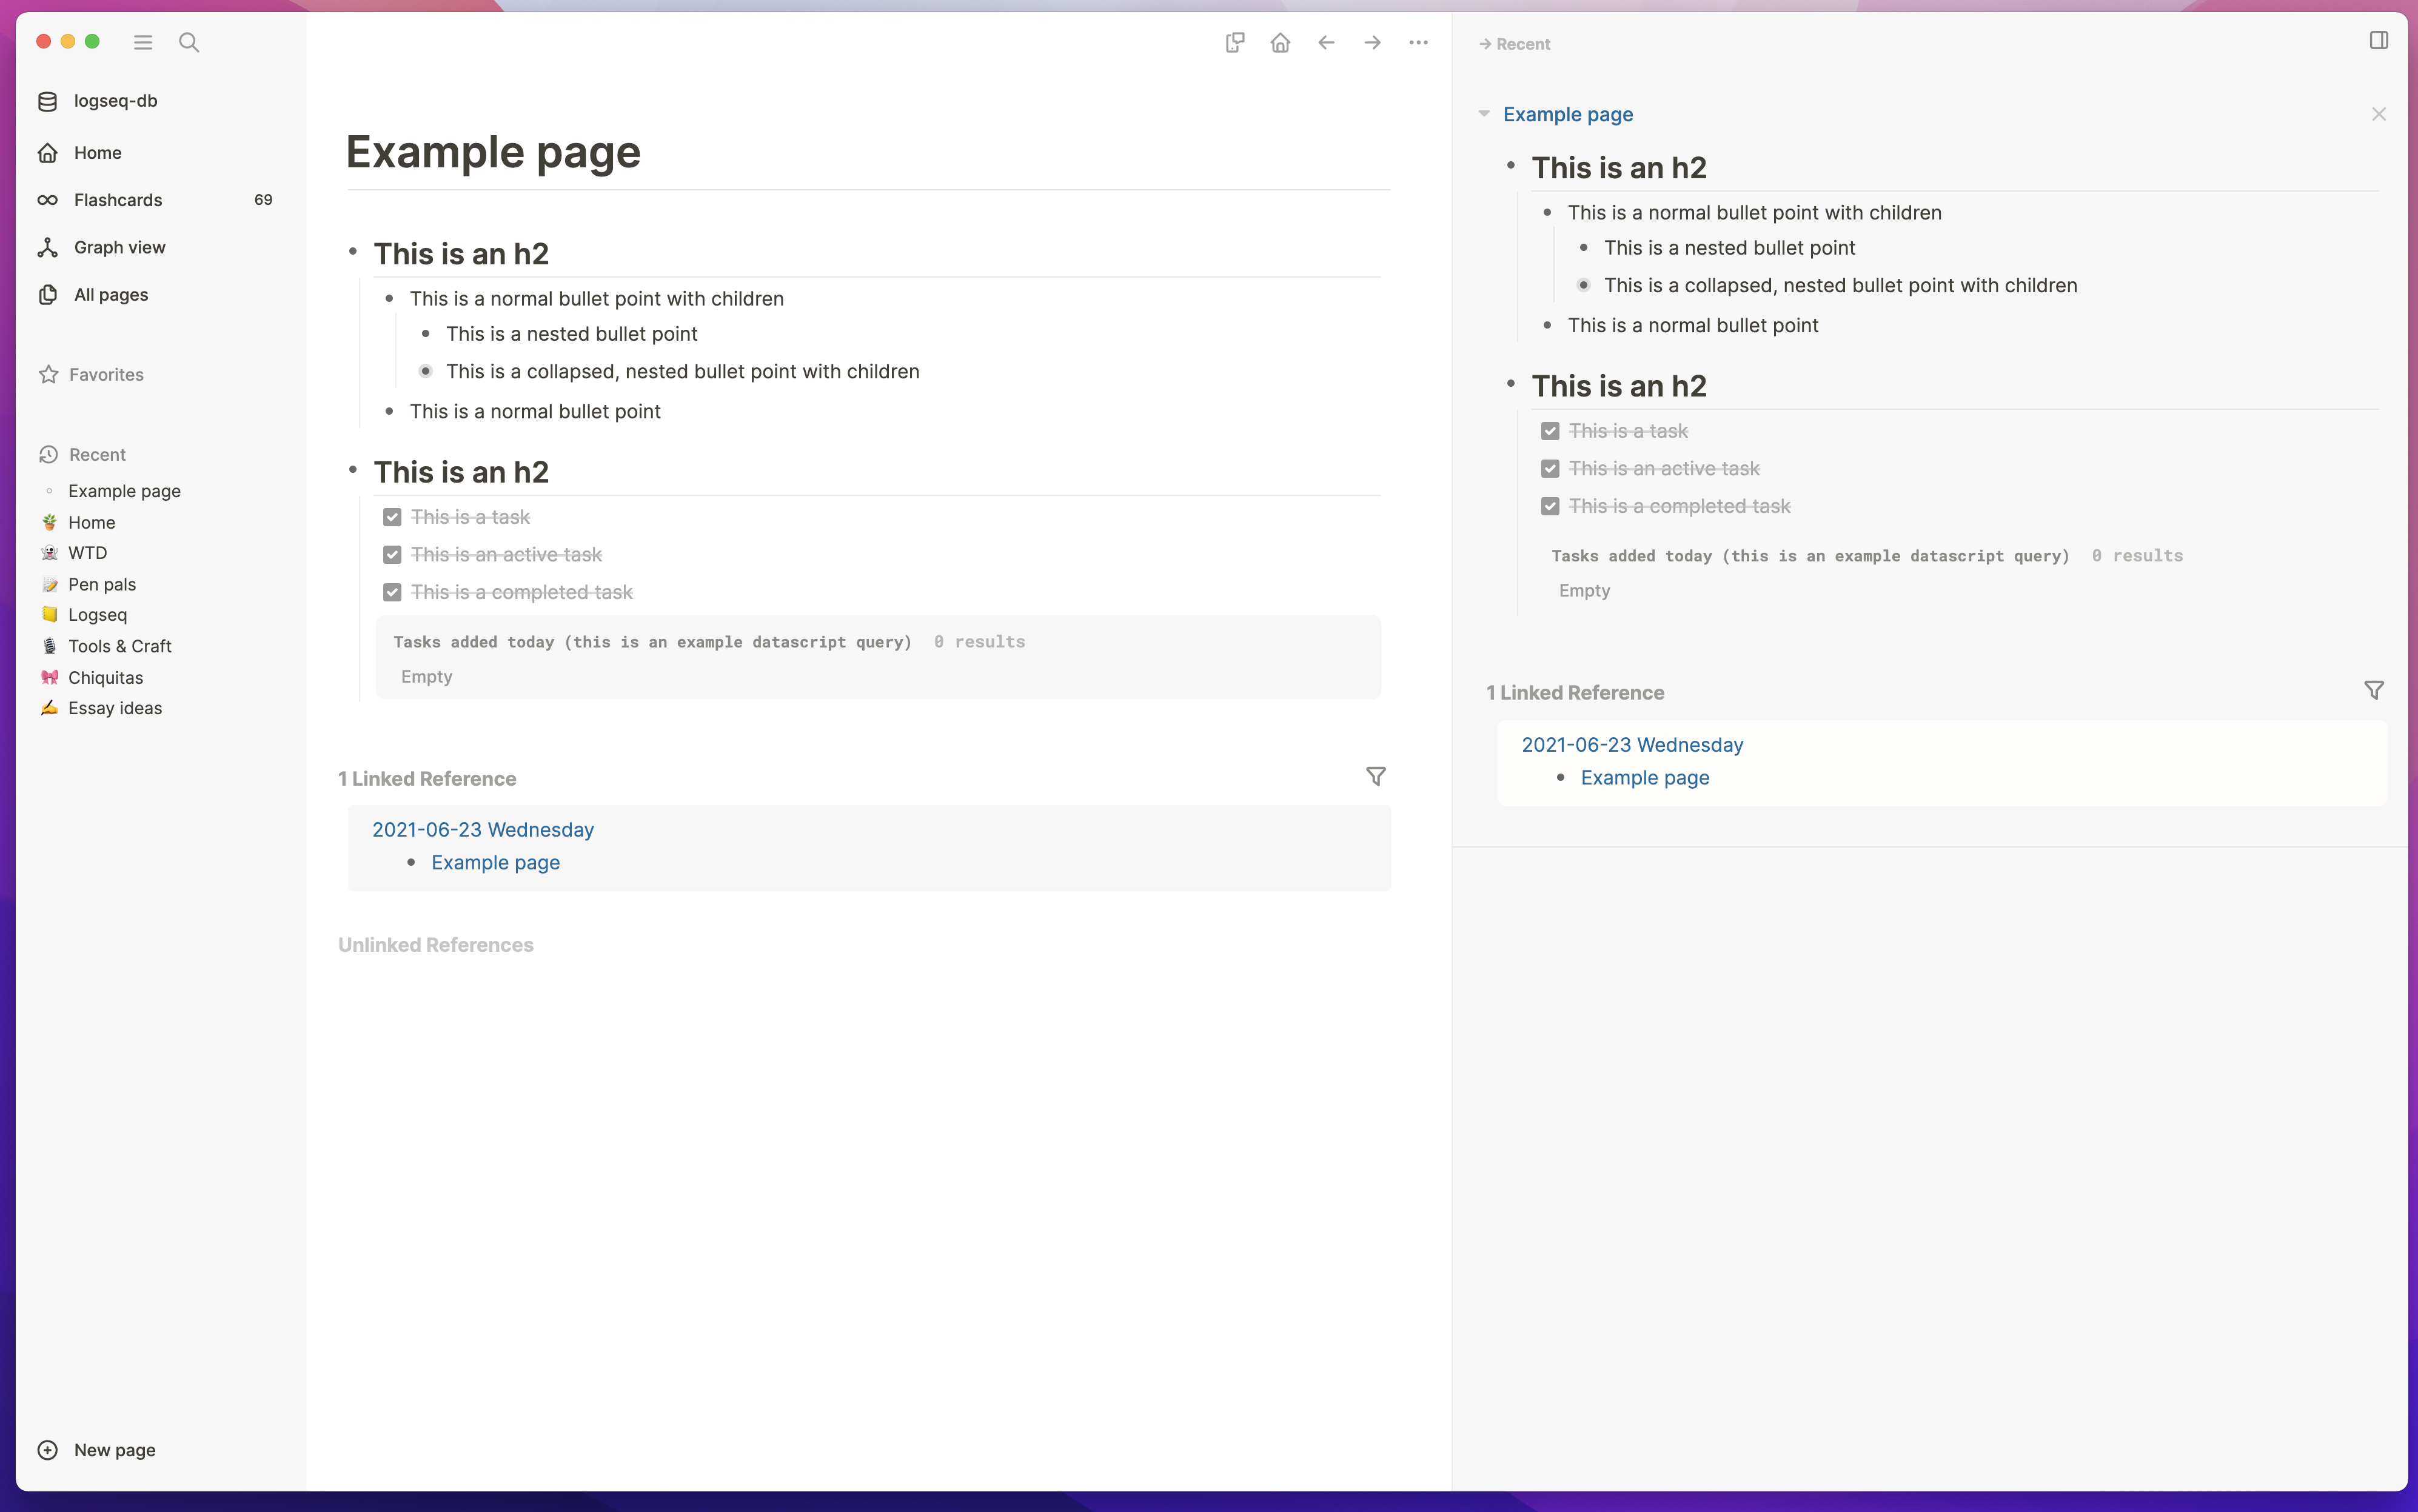 logseq-db
Home
Flashcards 69
Graph view
All pages
Favorites
Recent
Example page
Home
WTD
Pen pals
Logseq
Tools & Craft
Chiquitas
Essay ideas
New page
Example page
This is an h2
This is a normal bullet point with children
This is a nested bullet point
This is a collapsed, nested bullet point with children
This is a normal bullet point
This is an h2
This is a task
This is an active task
This is a completed task
Tasks added today (this is an example datascript query) 0 results
Empty
1 Linked Reference
2021-06-23 Wednesday
Example page
Unlinked References
→ Recent
Example page
This is an h2
This is a normal bullet point with children
This is a nested bullet point
This is a collapsed, nested bullet point with children
This is a normal bullet point
This is an h2
This is a task
This is an active task
This is a completed task
Tasks added today (this is an example datascript query) 0 results
Empty
1 Linked Reference
2021-06-23 Wednesday
Example page